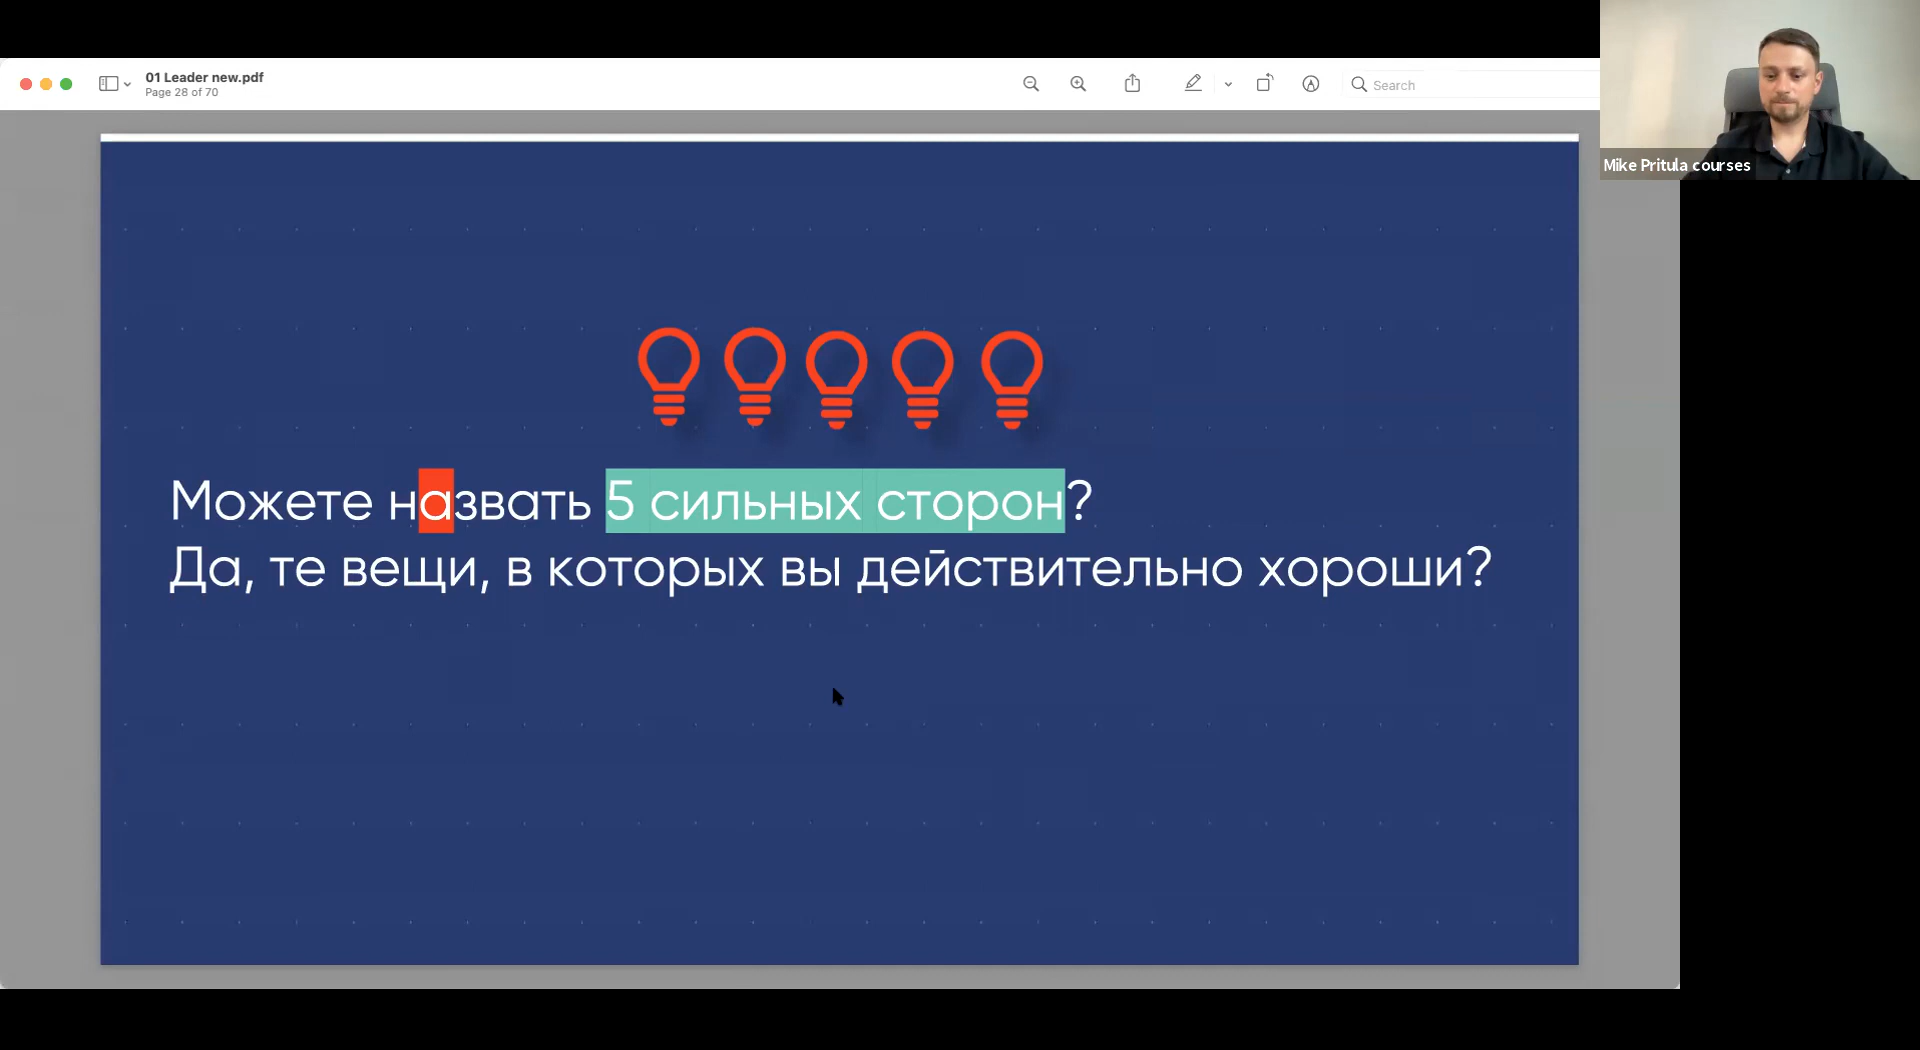 01 Leader new.pdf
Page 28 of 70
Search
Mike Pritula courses
Можете назвать 5 сильных сторон?
Да, те вещи, в которых вы действительно хороши?